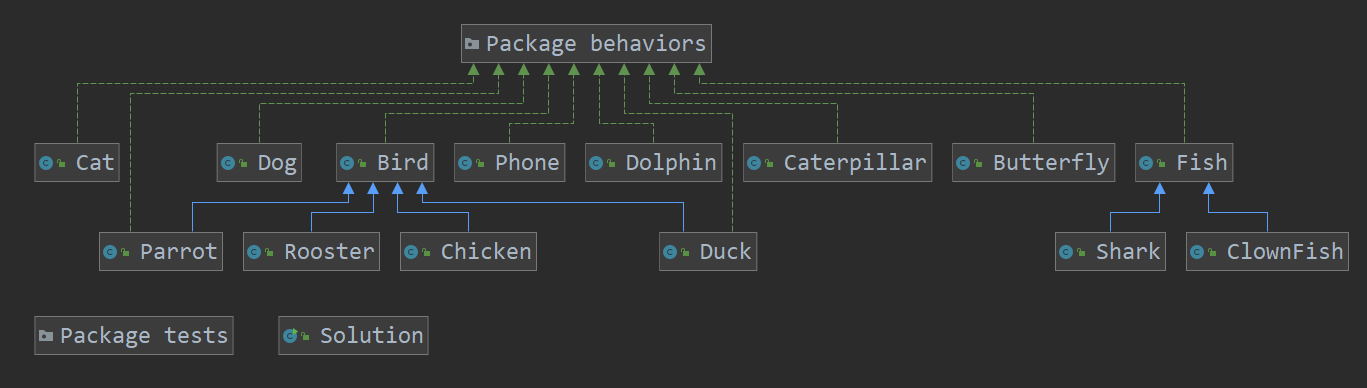 Package behaviors
Cat
Dog
Bird
Phone
Dolphin
Caterpillar
Butterfly
Fish
Parrot
Rooster
Chicken
Duck
Shark
ClownFish
Package tests
Solution